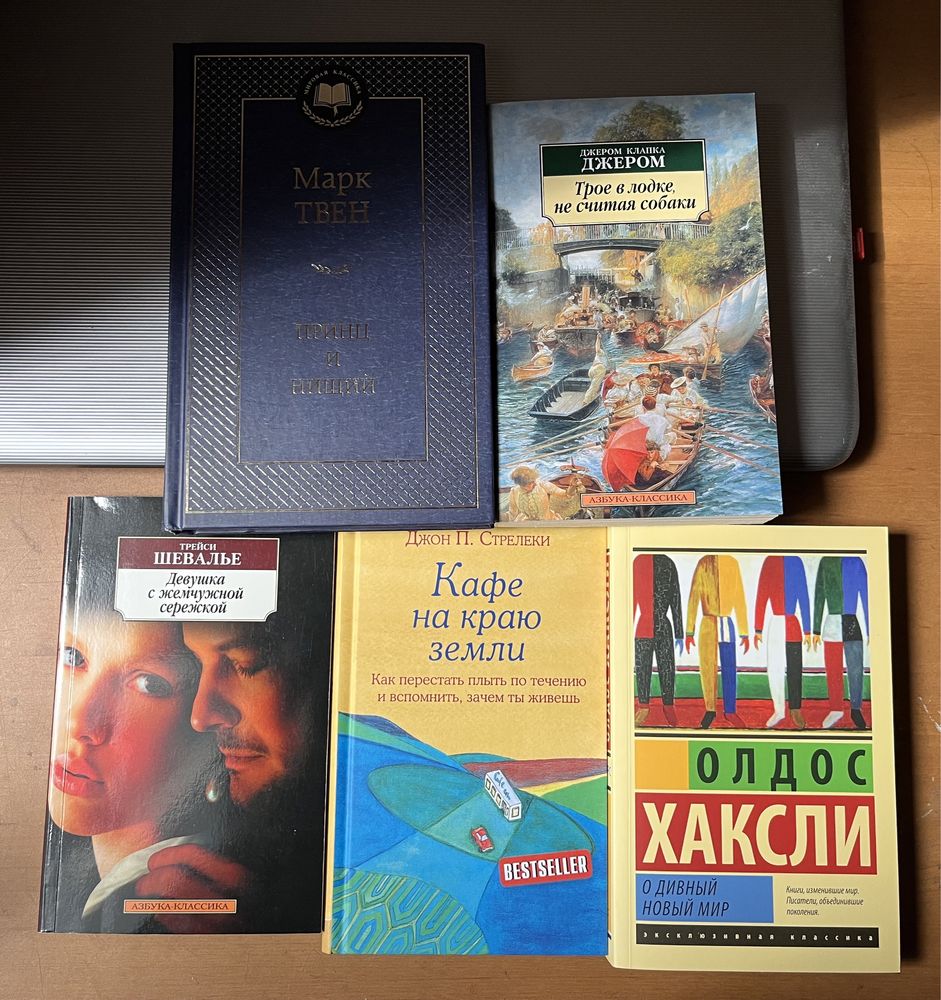 МИРОВАЯ КЛАССИКА
Марк
ТВЕН
ПРИНЦ
И
НИЩИЙ
ДЖЕРОМ КЛАПКА
ДЖЕРОМ
Трое в лодке,
не считая собаки
АЗБУКА-КЛАССИКА
ТРЕЙСИ
ШЕВАЛЬЕ
Девушка
с жемчужной
сережкой
АЗБУКА-КЛАССИКА
Джон П. Стрелеки
Кафе
на краю
земли
Как перестать плыть по течению
и вспомнить, зачем ты живешь
BESTSELLER
ОЛДОС
ХАКСЛИ
О ДИВНЫЙ
НОВЫЙ МИР
Книги, изменившие мир.
Писатели, объединившие
поколения.
эксклюзивная классика